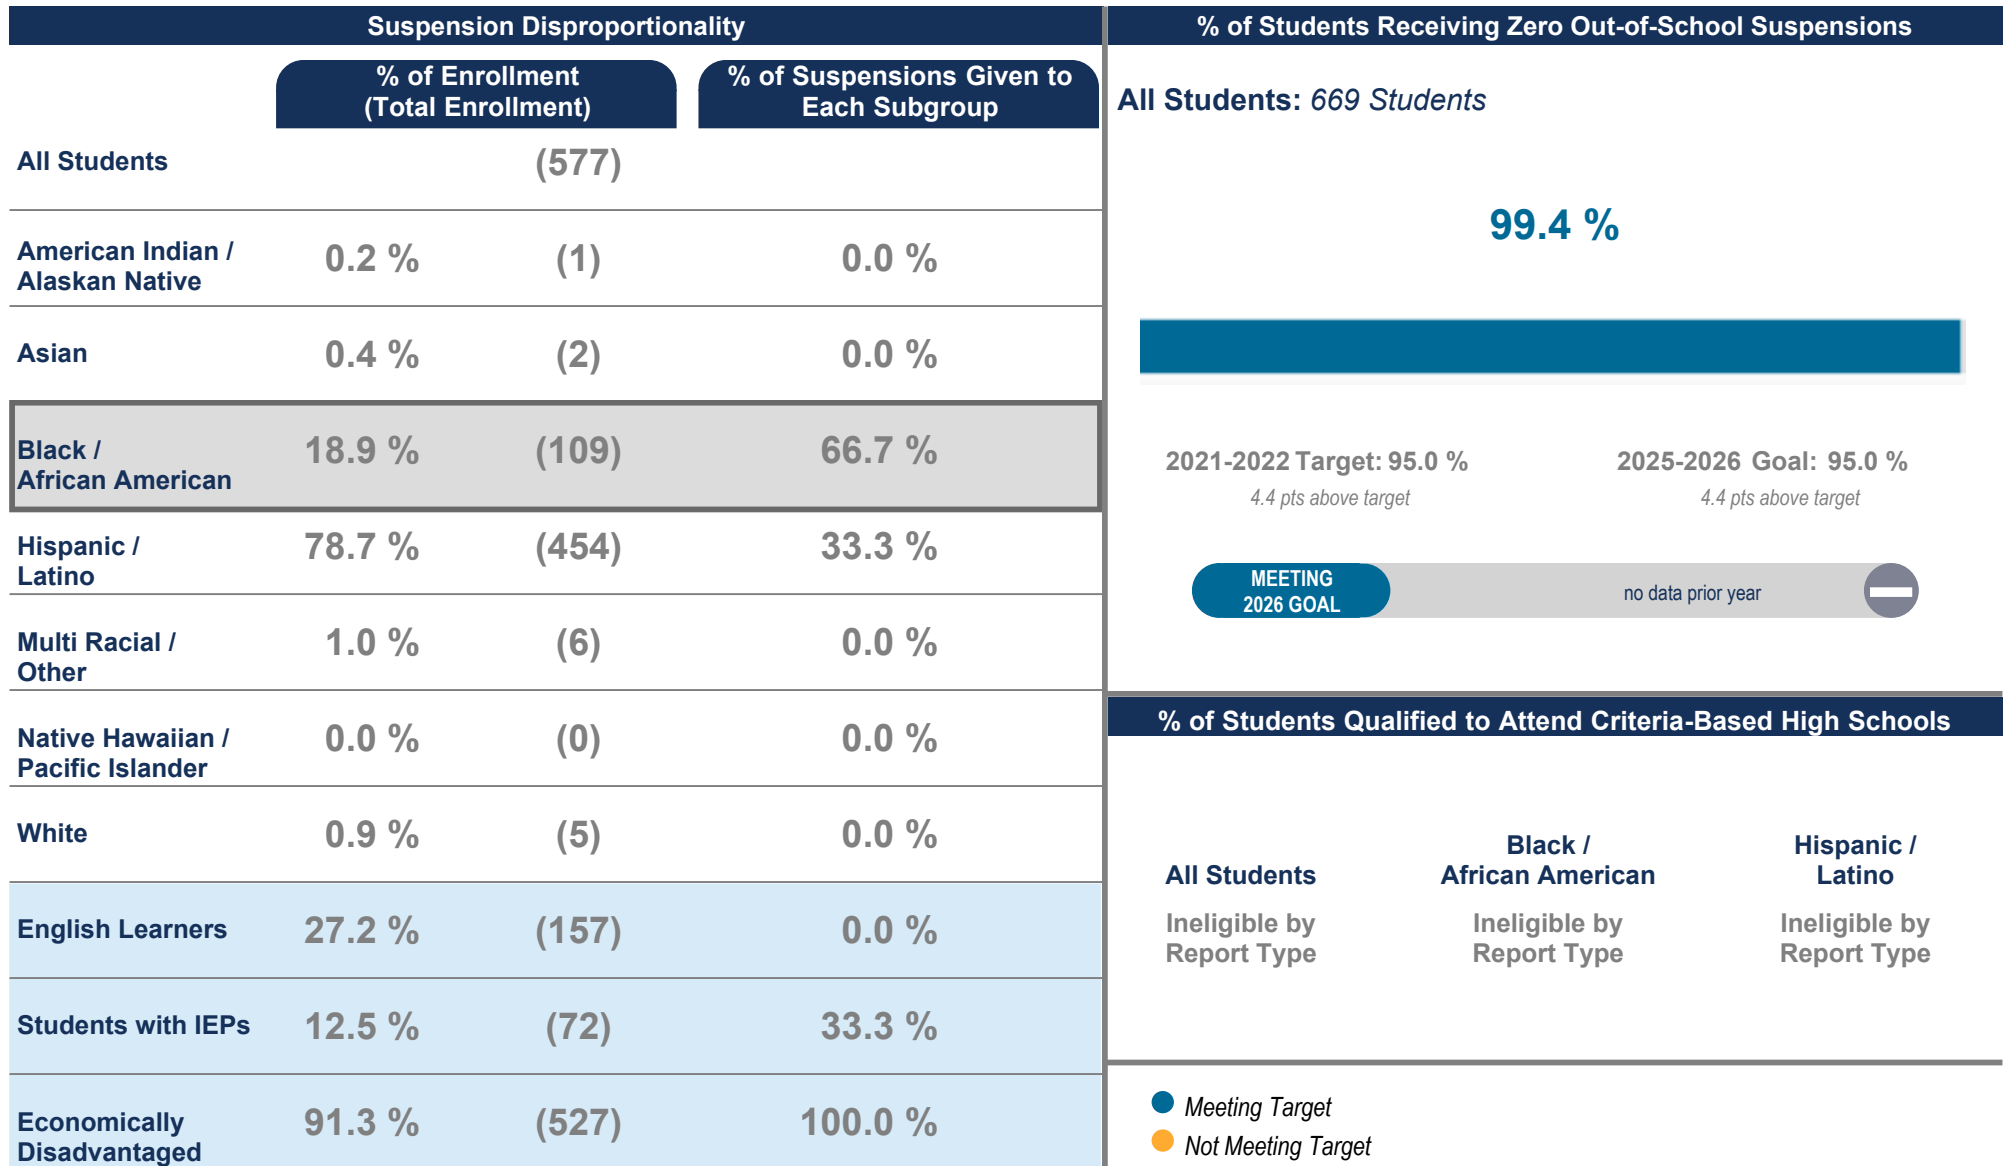 Suspension Disproportionality
% of Enrollment
(Total Enrollment)
% of Suspensions Given to
Each Subgroup
All Students
(577)
American Indian /
Alaskan Native
0.2 % (1) 0.0 %
Asian 0.4 % (2) 0.0 %
Black /
African American
18.9 % (109) 66.7 %
Hispanic /
Latino
78.7 % (454) 33.3 %
Multi Racial /
Other
1.0 % (6) 0.0 %
Native Hawaiian /
Pacific Islander
0.0 % (0) 0.0 %
White 0.9 % (5) 0.0 %
English Learners 27.2 % (157) 0.0 %
Students with IEPs 12.5 % (72) 33.3 %
Economically
Disadvantaged
91.3 % (527) 100.0 %
% of Students Receiving Zero Out-of-School Suspensions
All Students: 669 Students
99.4 %
2021-2022 Target: 95.0 %
4.4 pts above target
2025-2026 Goal: 95.0 %
4.4 pts above target
MEETING
2026 GOAL
no data prior year
% of Students Qualified to Attend Criteria-Based High Schools
All Students
Ineligible by
Report Type
Black /
African American
Ineligible by
Report Type
Hispanic /
Latino
Ineligible by
Report Type
Meeting Target
Not Meeting Target